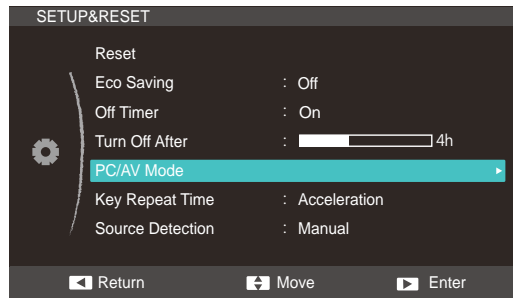 SETUP&RESET
Reset
Eco Saving : Off
Off Timer : On
Turn Off After : 4h
PC/AV Mode
Key Repeat Time : Acceleration
Source Detection : Manual
Return Move Enter